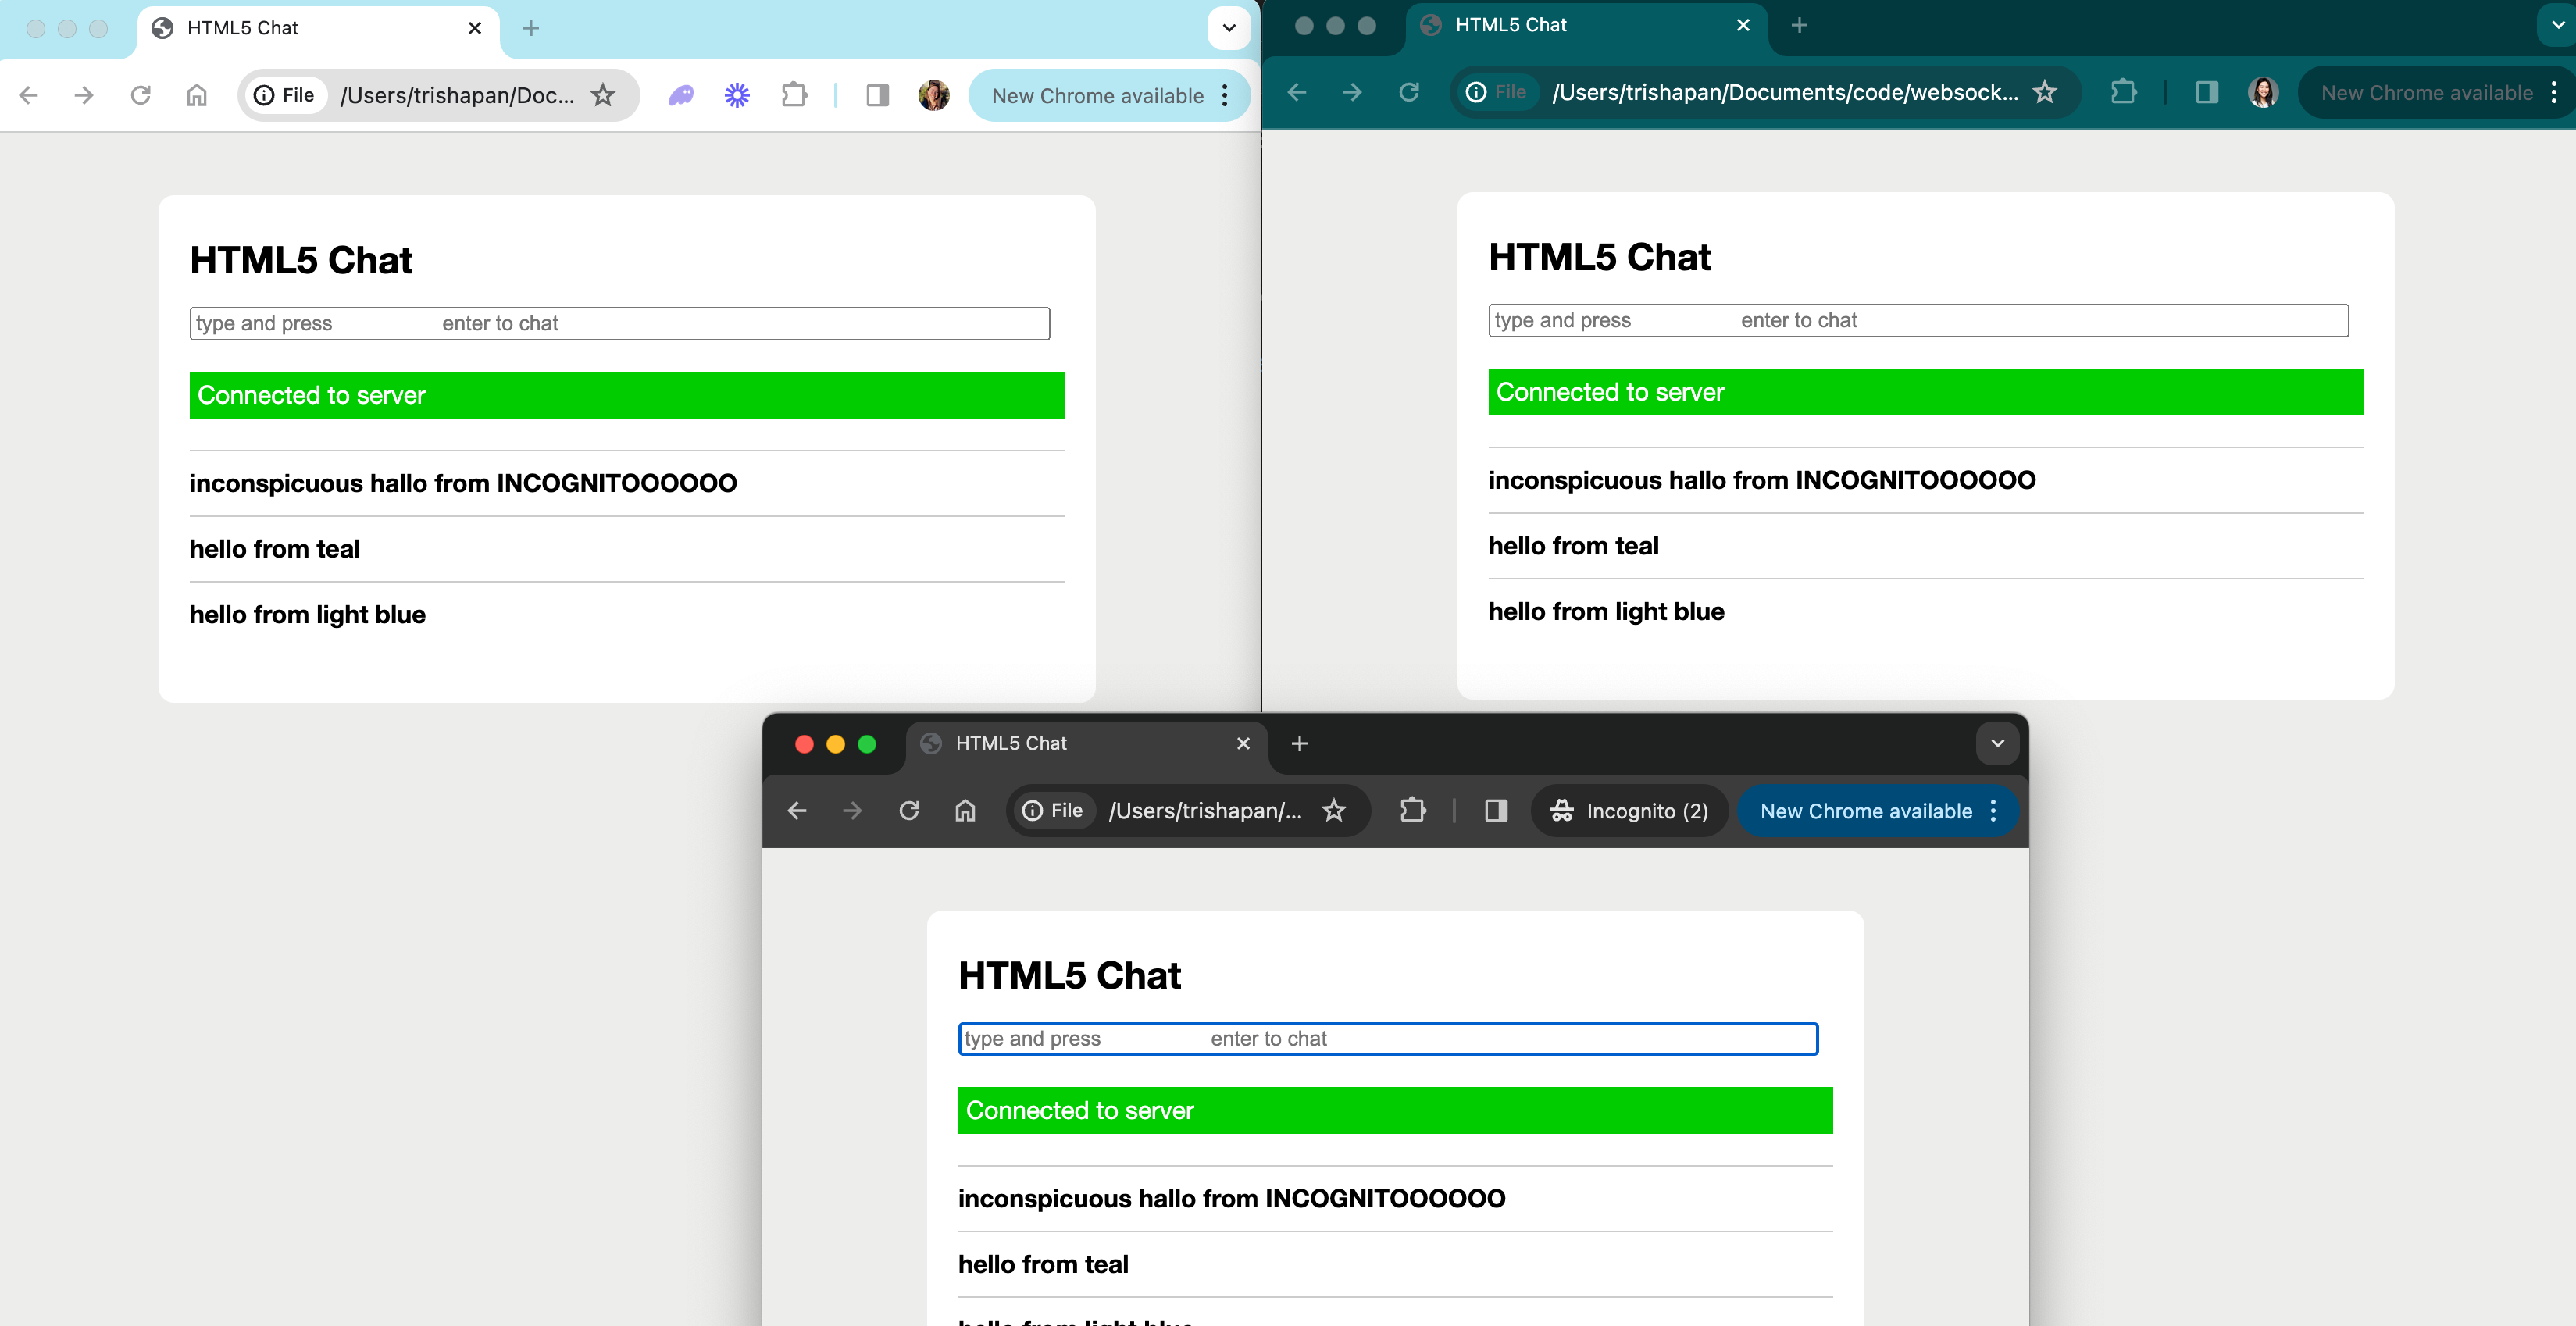 HTML5 Chat
File /Users/trishapan/Doc... New Chrome available
HTML5 Chat
type and press enter to chat
Connected to server
inconspicuous hallo from INCOGNITOOOOOO
hello from teal
hello from light blue
HTML5 Chat
File /Users/trishapan/Documents/code/websock... New Chrome available
HTML5 Chat
type and press enter to chat
Connected to server
inconspicuous hallo from INCOGNITOOOOOO
hello from teal
hello from light blue
HTML5 Chat
File /Users/trishapan/... Incognito (2) New Chrome available
HTML5 Chat
type and press enter to chat
Connected to server
inconspicuous hallo from INCOGNITOOOOOO
hello from teal
hello from light blue